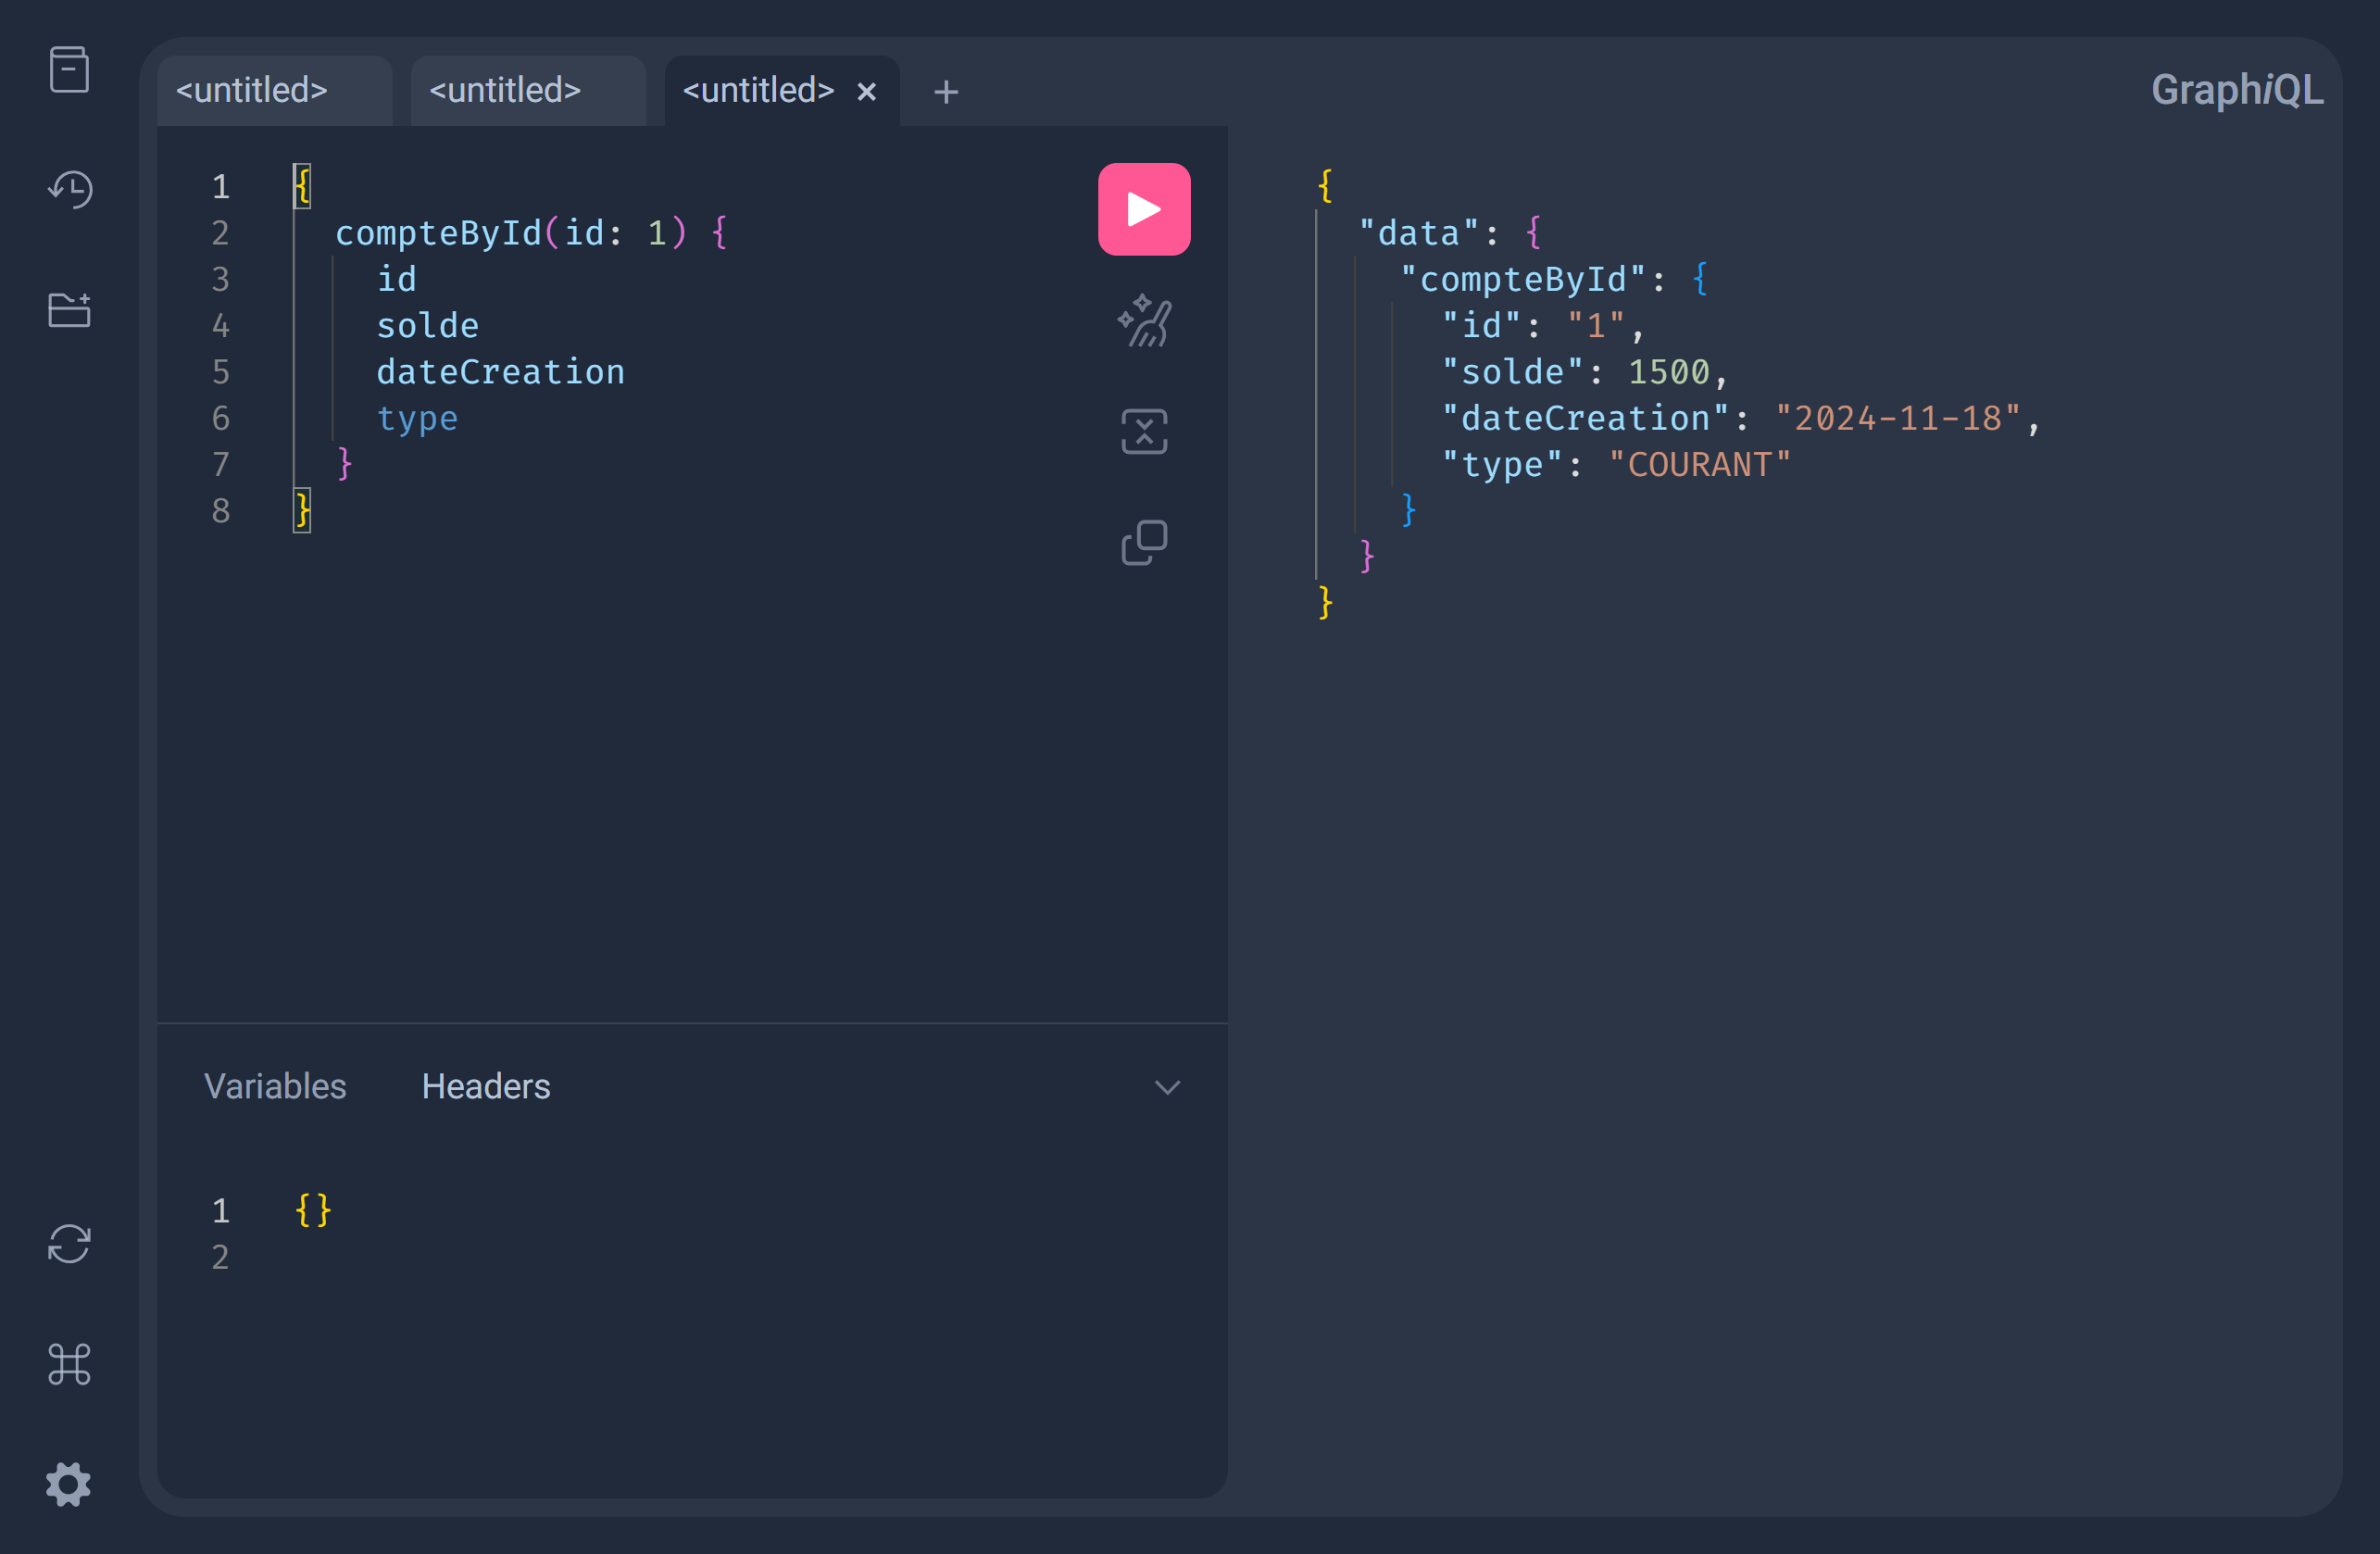 <untitled>
<untitled>
<untitled>
GraphiQL
1 {
2 compteById(id: 1) {
3 id
4 solde
5 dateCreation
6 type
7 }
8 }
{
"data": {
"compteById": {
"id": "1",
"solde": 1500,
"dateCreation": "2024-11-18",
"type": "COURANT"
}
}
}
Variables
Headers
1 {}
2